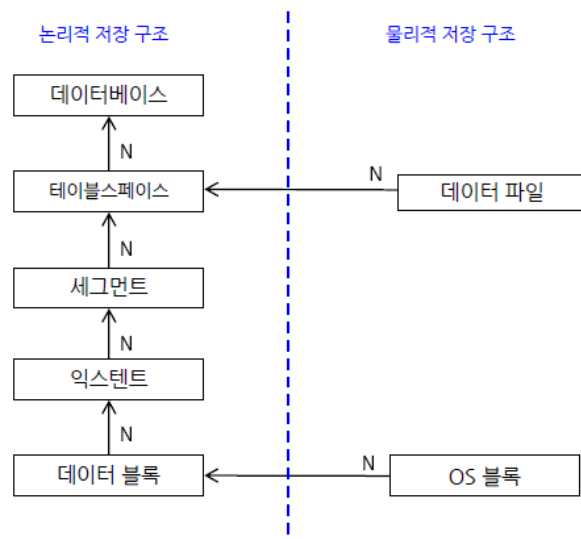 논리적 저장 구조
물리적 저장 구조
데이터베이스
N
테이블스페이스
N
데이터 파일
N
세그먼트
N
익스텐트
N
데이터 블록
N
OS 블록